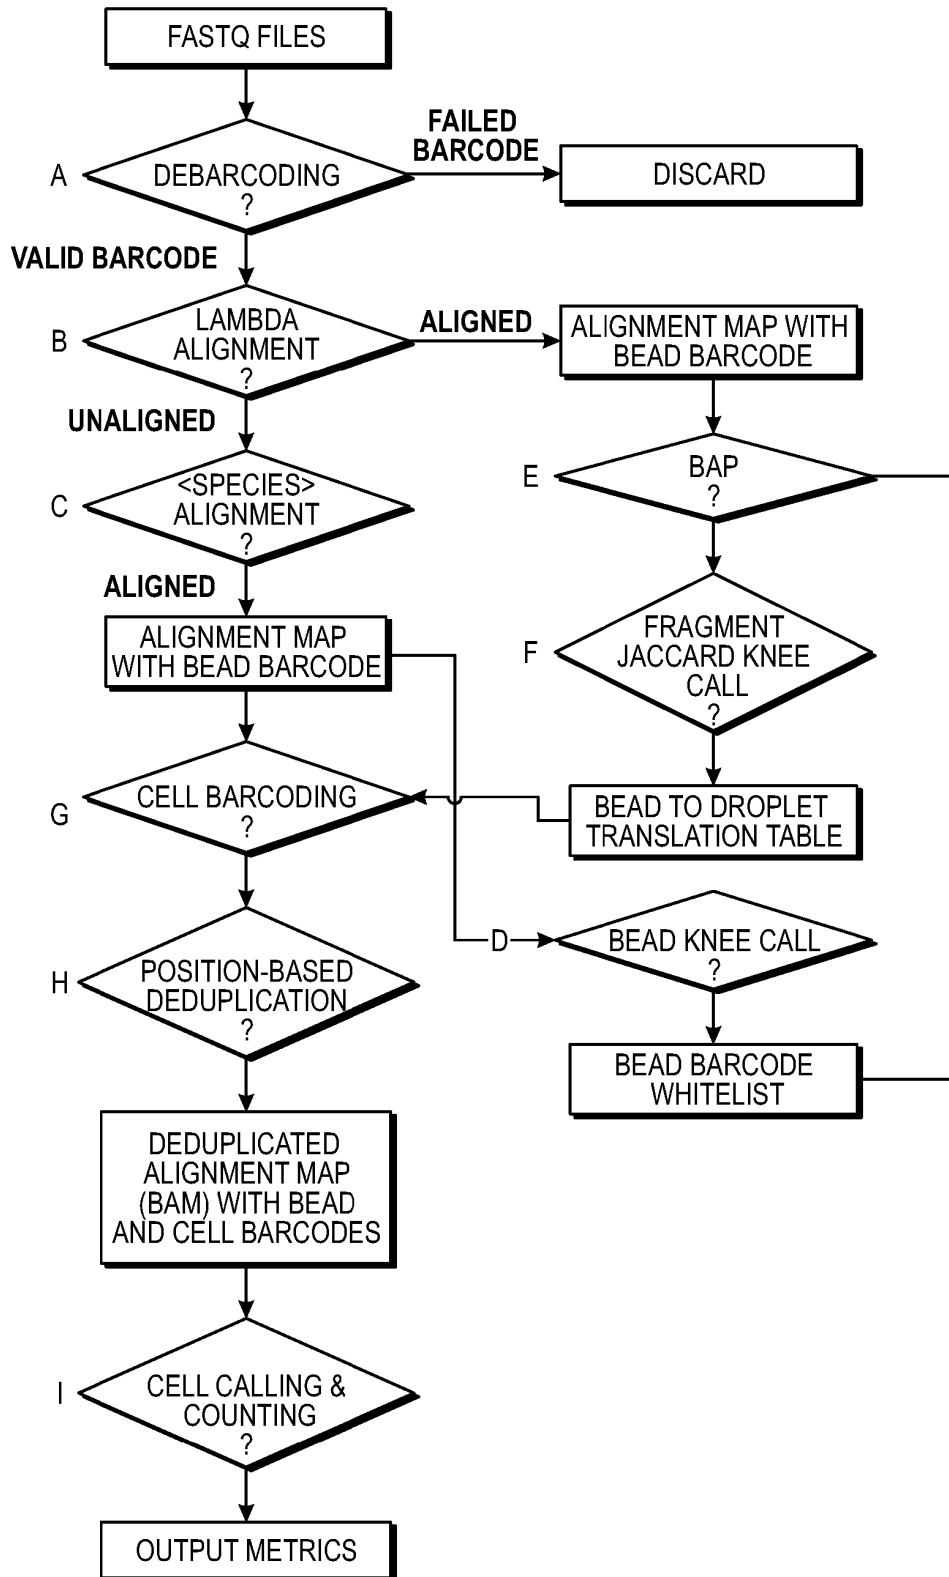 FASTQ FILES
A
DEBARCODING
?
FAILED
BARCODE
DISCARD
VALID BARCODE
B
LAMBDA
ALIGNMENT
?
ALIGNED
ALIGNMENT MAP WITH
BEAD BARCODE
UNALIGNED
C
<SPECIES>
ALIGNMENT
?
E
BAP
?
ALIGNED
ALIGNMENT MAP
WITH BEAD BARCODE
F
FRAGMENT
JACCARD KNEE
CALL
?
G
CELL BARCODING
?
BEAD TO DROPLET
TRANSLATION TABLE
D
BEAD KNEE CALL
?
H
POSITION-BASED
DEDUPLICATION
?
BEAD BARCODE
WHITELIST
DEDUPLICATED
ALIGNMENT MAP
(BAM) WITH BEAD
AND CELL BARCODES
I
CELL CALLING &
COUNTING
?
OUTPUT METRICS